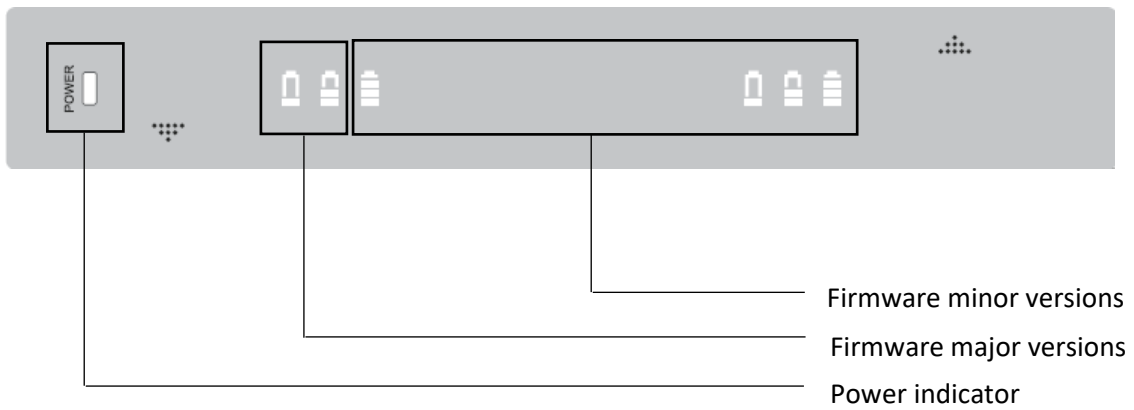 POWER
Firmware minor versions
Firmware major versions
Power indicator